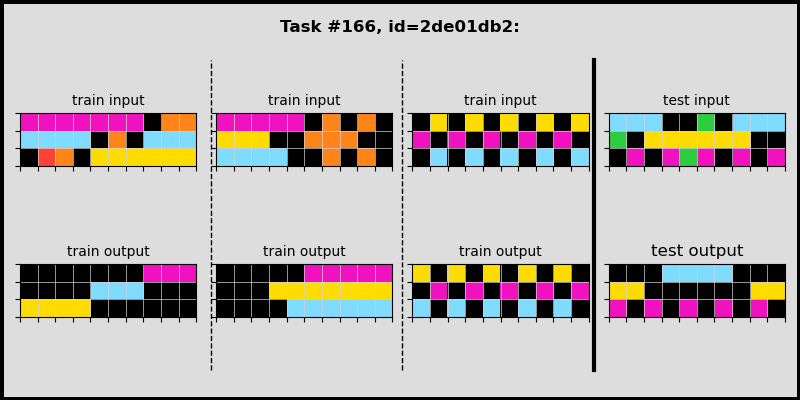 Task #166, id=2de01db2:
train input
train input
train input
test input
train output
train output
train output
test output